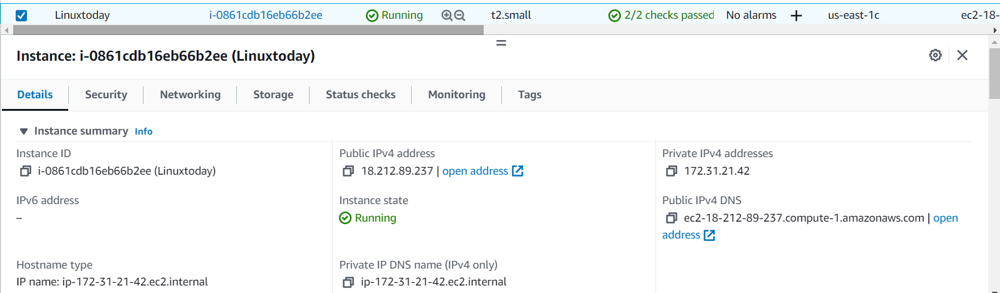 Linuxtoday i-0861cdb16eb66b2ee Running t2.small 2/2 checks passed No alarms + us-east-1c ec2-18-
Instance: i-0861cdb16eb66b2ee (Linuxtoday)
Details Security Networking Storage Status checks Monitoring Tags
Instance summary Info
Instance ID
i-0861cdb16eb66b2ee (Linuxtoday)
Public IPv4 address
18.212.89.237 | open address
Private IPv4 addresses
172.31.21.42
IPv6 address
–
Instance state
Running
Public IPv4 DNS
ec2-18-212-89-237.compute-1.amazonaws.com | open
address
Hostname type
IP name: ip-172-31-21-42.ec2.internal
Private IP DNS name (IPv4 only)
ip-172-31-21-42.ec2.internal